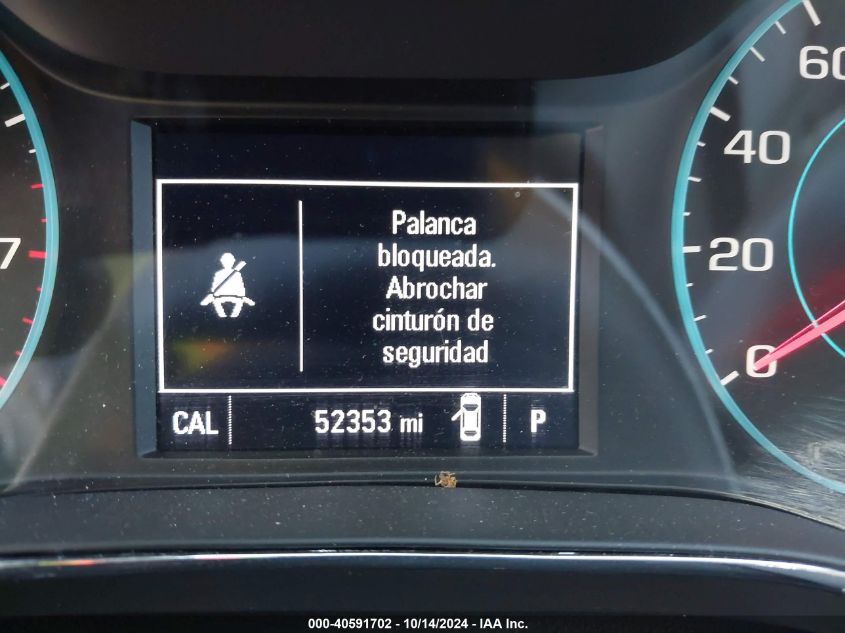 60
40
20
0
7
Palanca
bloqueada.
Abrochar
cinturón de
seguridad
CAL
52353 mi
P
000-40591702 - 10/14/2024 - IAA Inc.